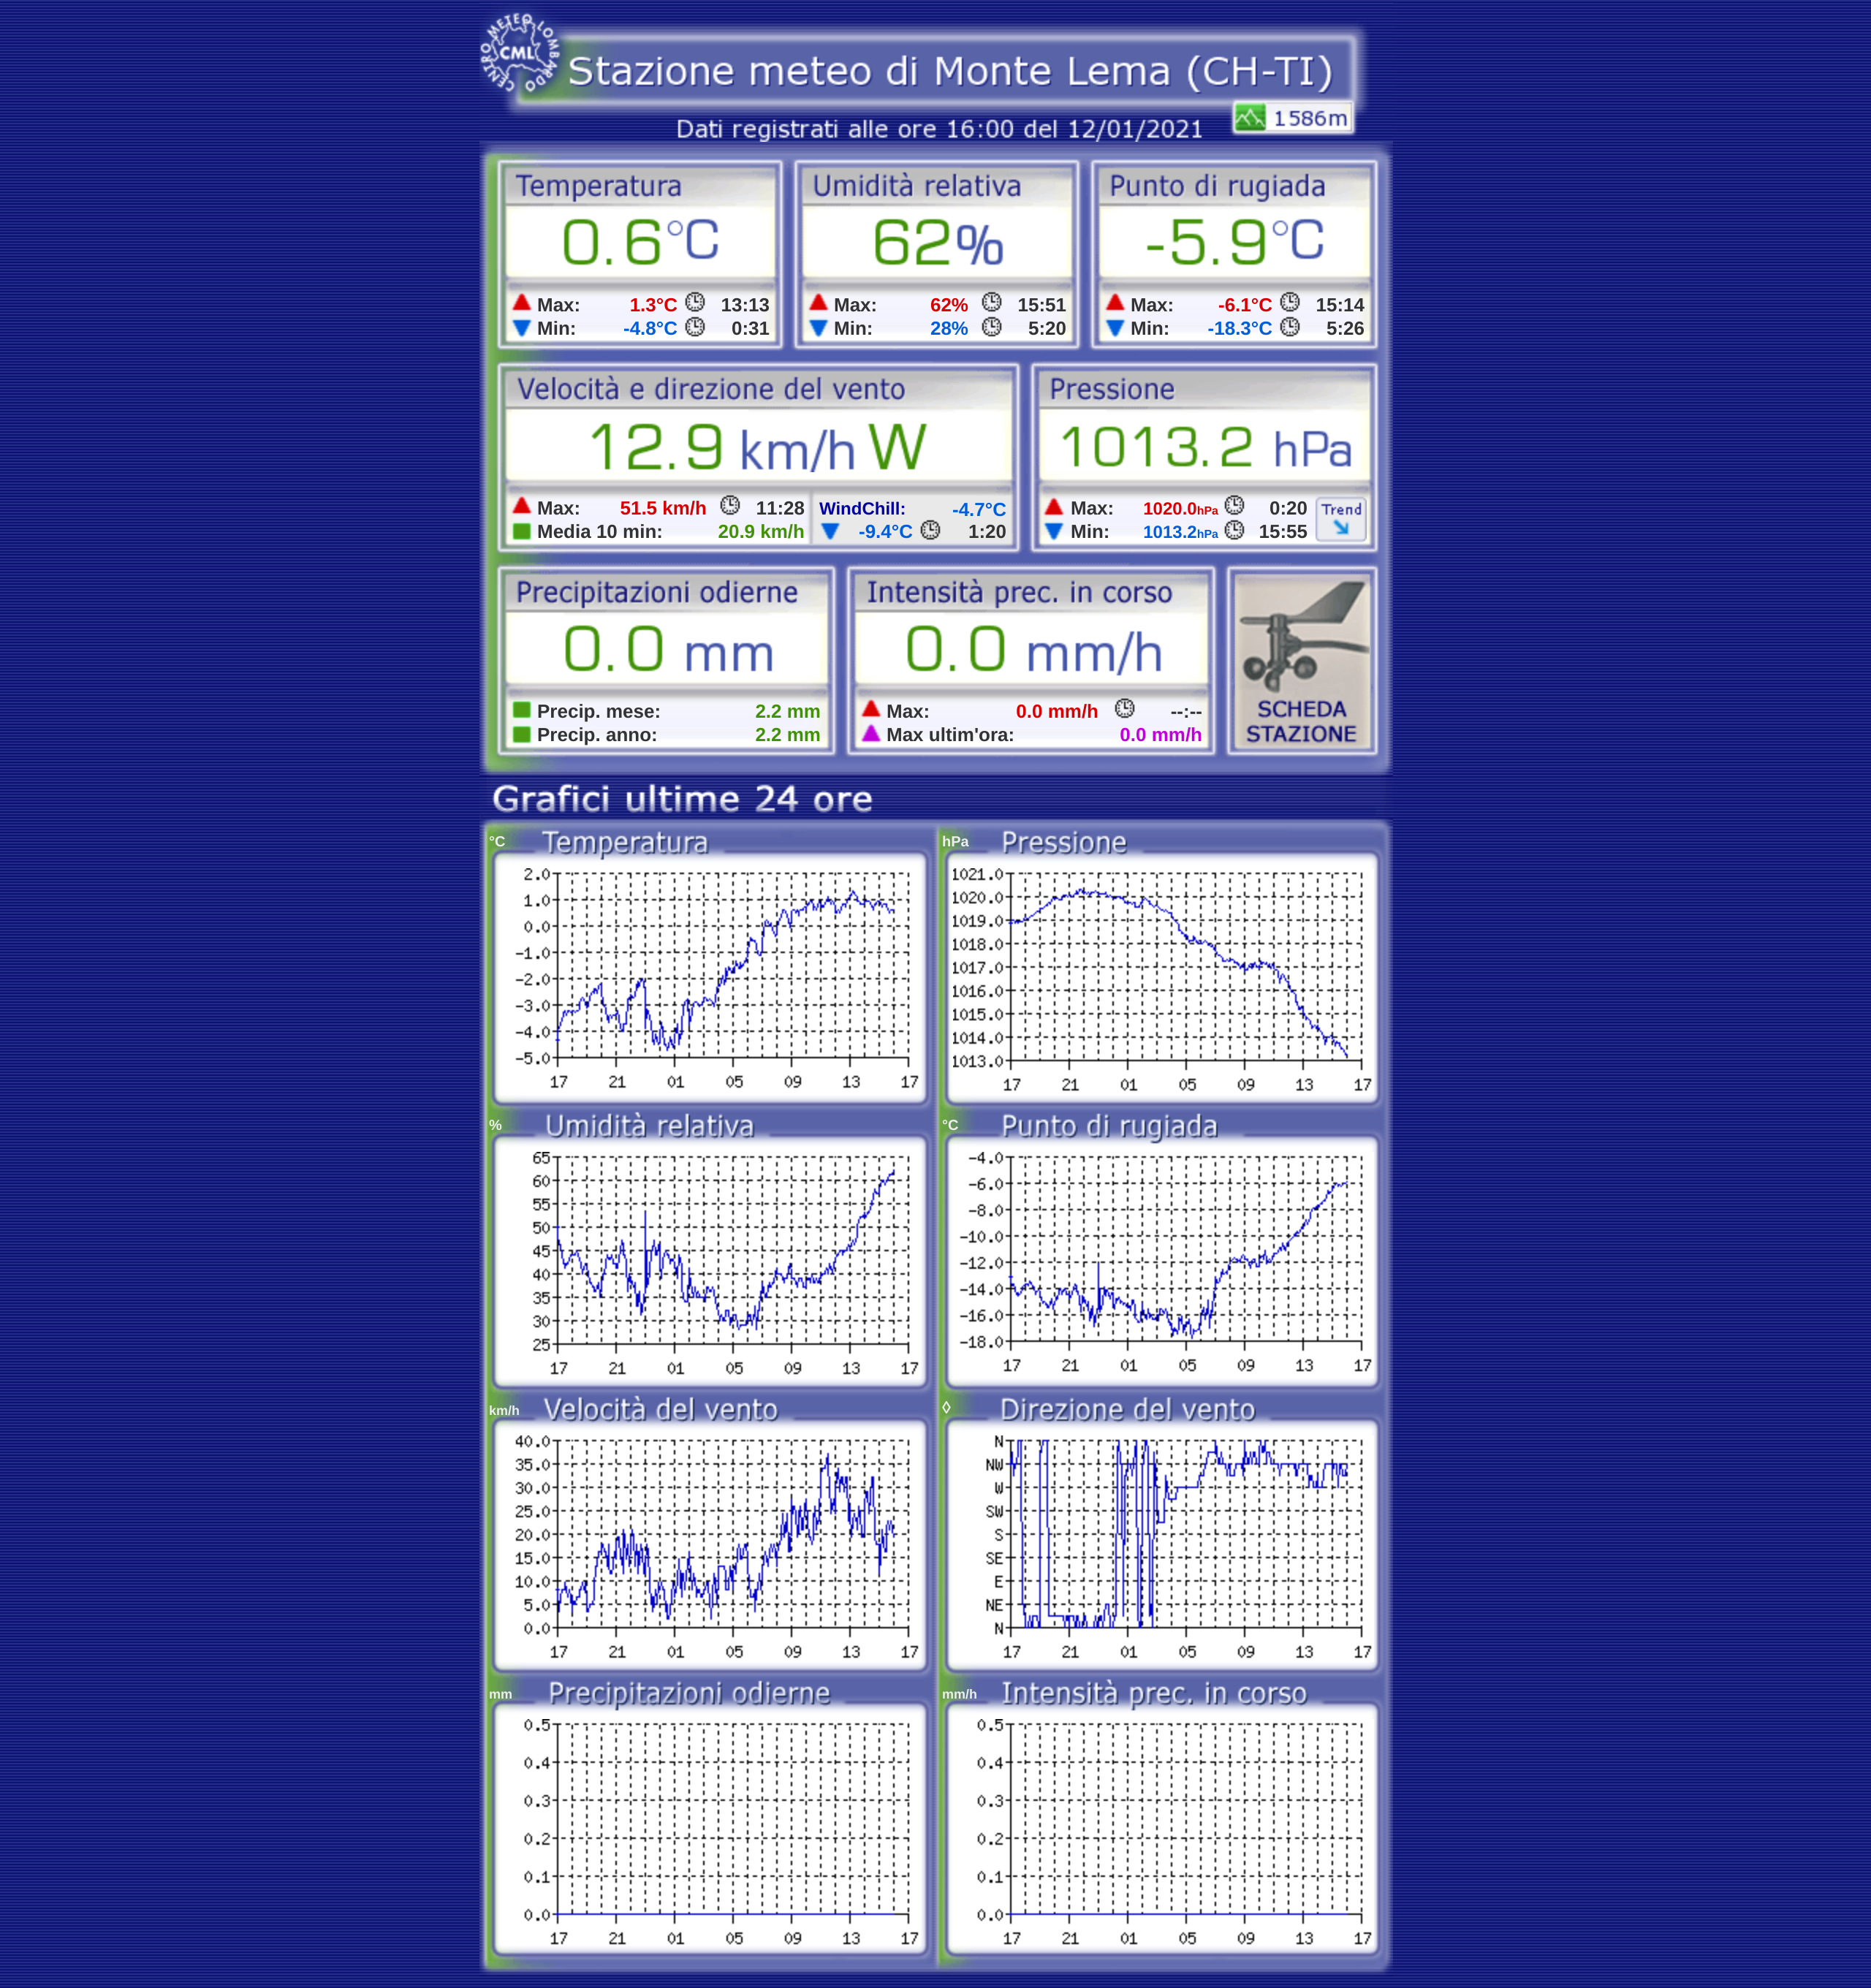 CENTRO METEO LOMBARDO
CML
Stazione meteo di Monte Lema (CH-TI)
1586m
Dati registrati alle ore 16:00 del 12/01/2021
Temperatura Umidità relativa Punto di rugiada
0.6°C 62% -5.9°C
Max: 1.3°C 13:13 Max: 62% 15:51 Max: -6.1°C 15:14
Min: -4.8°C 0:31 Min: 28% 5:20 Min: -18.3°C 5:26
Velocità e direzione del vento Pressione
12.9 km/h W 1013.2 hPa
Max: 51.5 km/h 11:28 WindChill: -4.7°C Max: 1020.0hPa 0:20 Trend
Media 10 min: 20.9 km/h -9.4°C 1:20 Min: 1013.2hPa 15:55
Precipitazioni odierne Intensità prec. in corso
0.0 mm 0.0 mm/h
Precip. mese: 2.2 mm Max: 0.0 mm/h --:-- SCHEDA
Precip. anno: 2.2 mm Max ultim'ora: 0.0 mm/h STAZIONE
Grafici ultime 24 ore
°C Temperatura
2.0
1.0
0.0
-1.0
-2.0
-3.0
-4.0
-5.0
17 21 01 05 09 13 17
hPa Pressione
1021.0
1020.0
1019.0
1018.0
1017.0
1016.0
1015.0
1014.0
1013.0
17 21 01 05 09 13 17
% Umidità relativa
65
60
55
50
45
40
35
30
25
17 21 01 05 09 13 17
°C Punto di rugiada
-4.0
-6.0
-8.0
-10.0
-12.0
-14.0
-16.0
-18.0
17 21 01 05 09 13 17
km/h Velocità del vento
40.0
35.0
30.0
25.0
20.0
15.0
10.0
5.0
0.0
17 21 01 05 09 13 17
◊ Direzione del vento
N
NW
W
SW
S
SE
E
NE
N
17 21 01 05 09 13 17
mm Precipitazioni odierne
0.5
0.4
0.3
0.2
0.1
0.0
17 21 01 05 09 13 17
mm/h Intensità prec. in corso
0.5
0.4
0.3
0.2
0.1
0.0
17 21 01 05 09 13 17